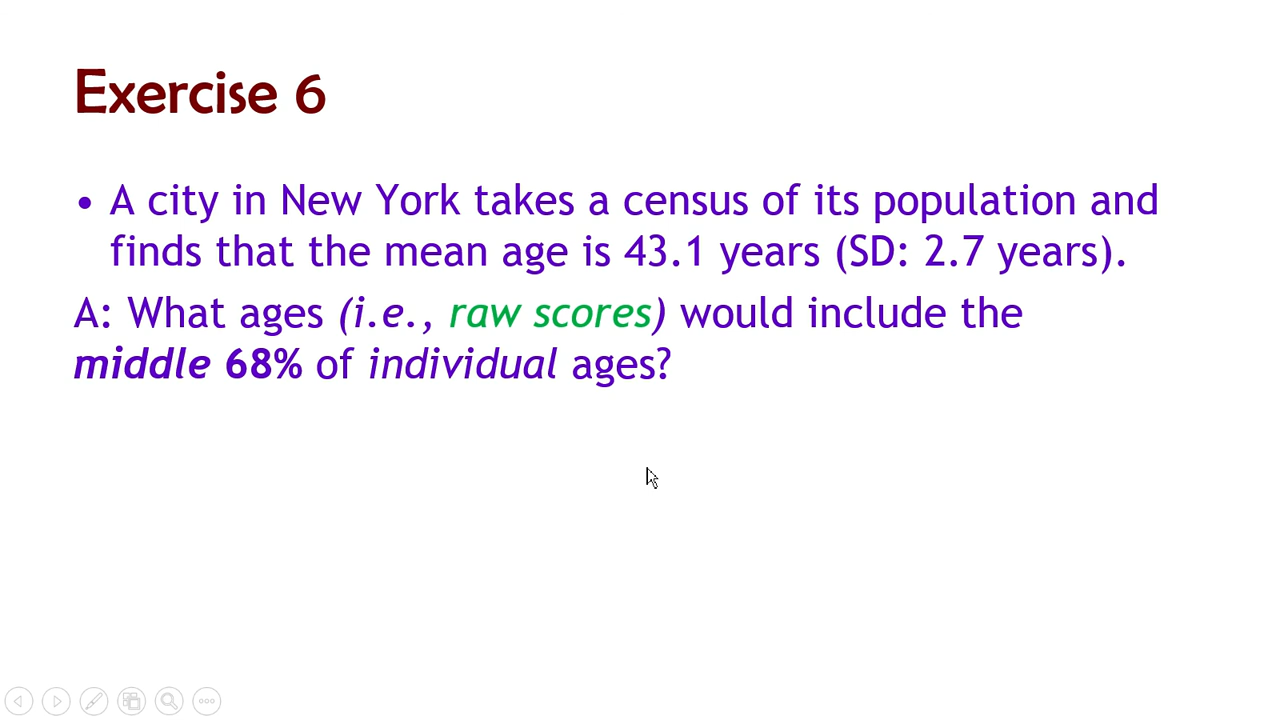 Exercise 6
• A city in New York takes a census of its population and
finds that the mean age is 43.1 years (SD: 2.7 years).
A: What ages (i.e., raw scores) would include the
middle 68% of individual ages?